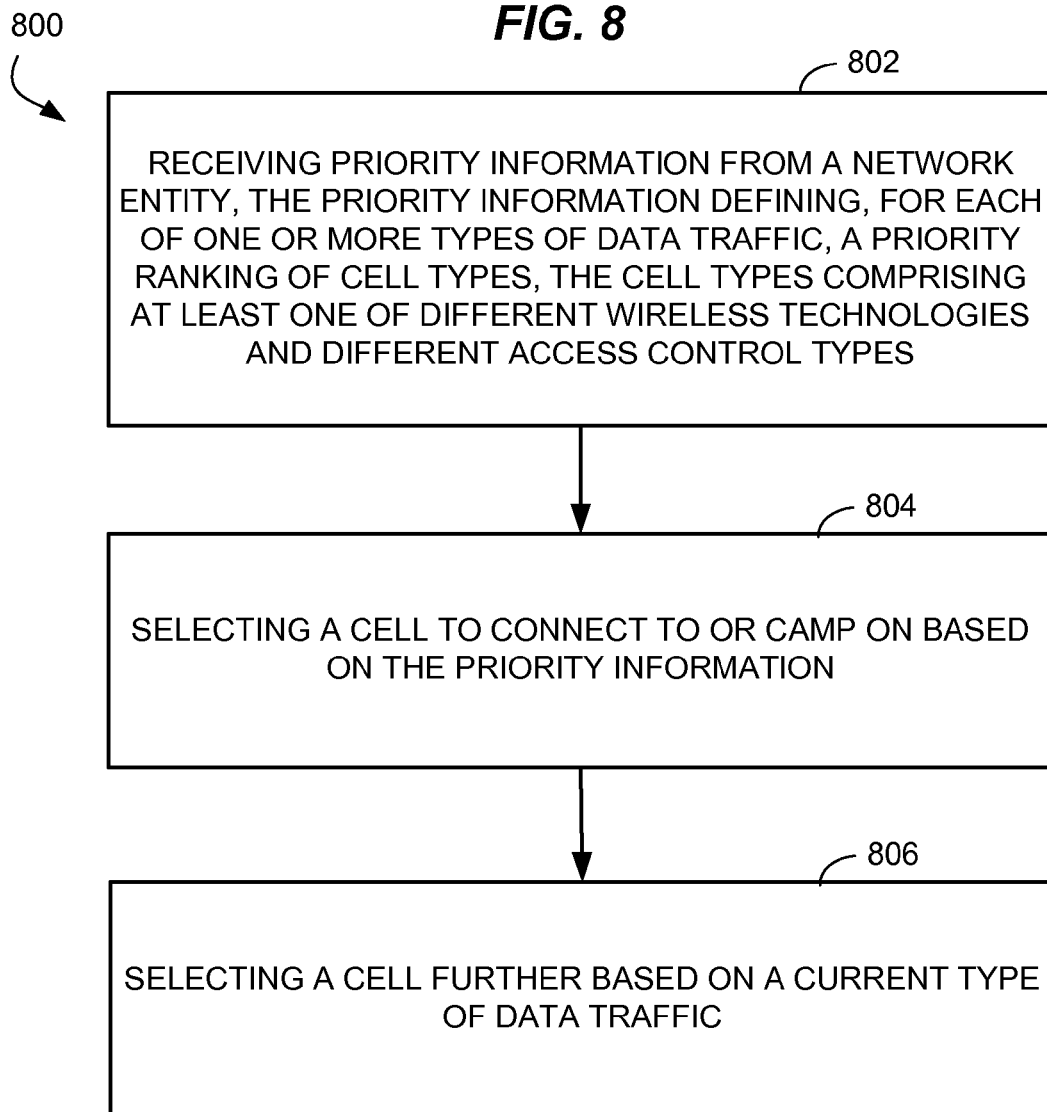 FIG. 8
800
802
RECEIVING PRIORITY INFORMATION FROM A NETWORK
ENTITY, THE PRIORITY INFORMATION DEFINING, FOR EACH
OF ONE OR MORE TYPES OF DATA TRAFFIC, A PRIORITY
RANKING OF CELL TYPES, THE CELL TYPES COMPRISING
AT LEAST ONE OF DIFFERENT WIRELESS TECHNOLOGIES
AND DIFFERENT ACCESS CONTROL TYPES
804
SELECTING A CELL TO CONNECT TO OR CAMP ON BASED
ON THE PRIORITY INFORMATION
806
SELECTING A CELL FURTHER BASED ON A CURRENT TYPE
OF DATA TRAFFIC